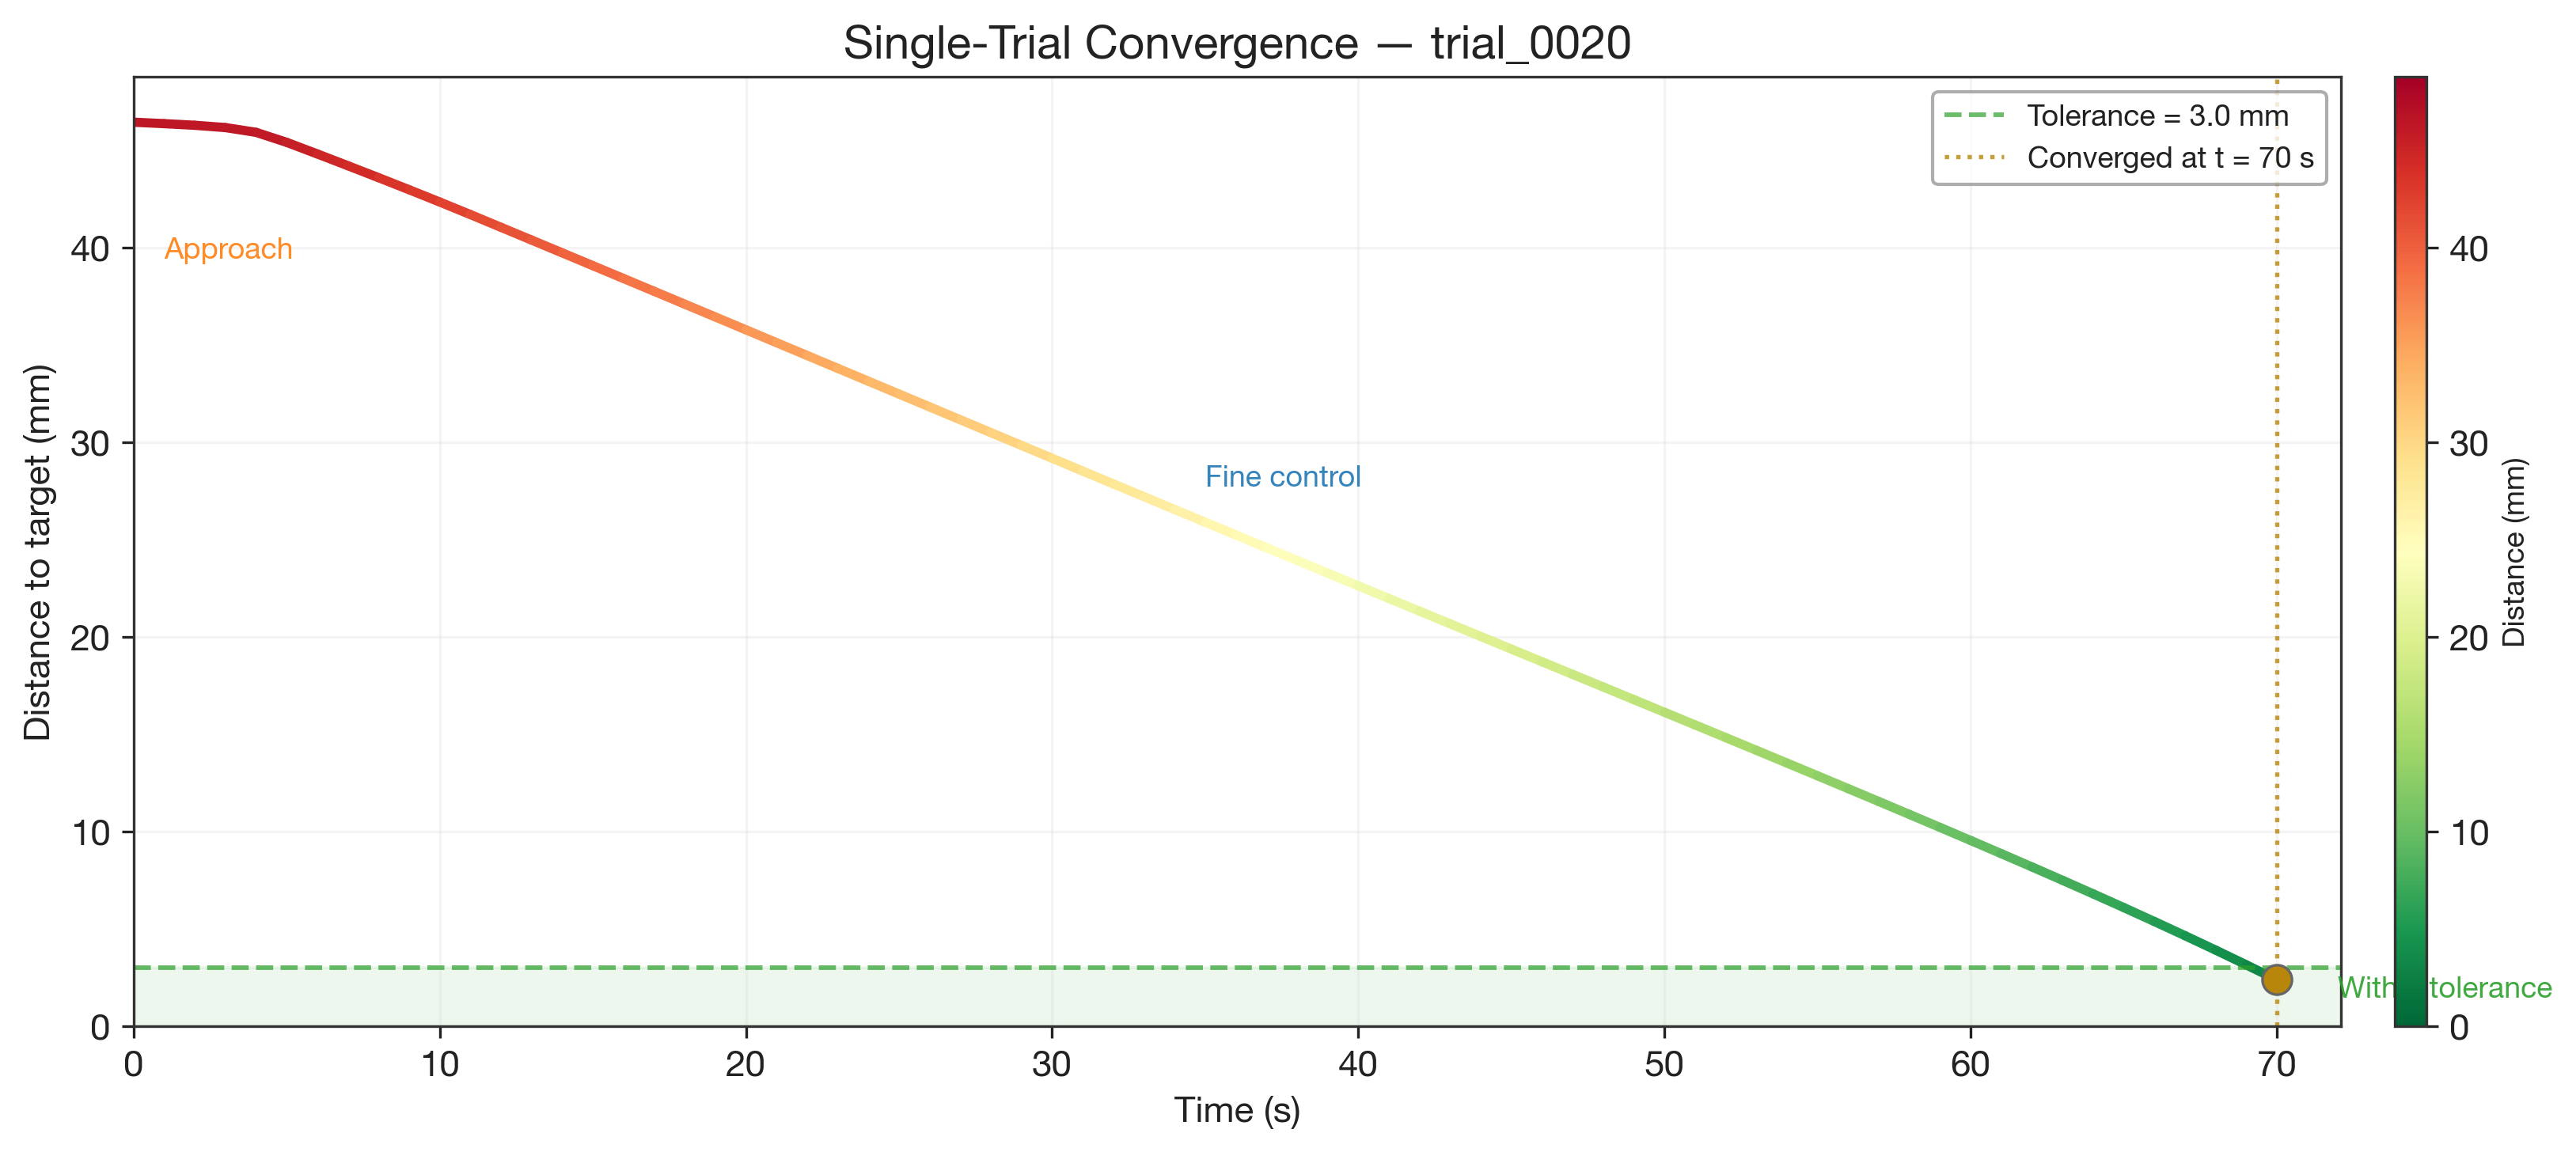 Single-Trial Convergence — trial_0020
Tolerance = 3.0 mm
Converged at t = 70 s
Approach
Fine control
With tolerance
Distance to target (mm)
40
30
20
10
0
0 10 20 30 40 50 60 70
Time (s)
40
30
20
10
0
Distance (mm)